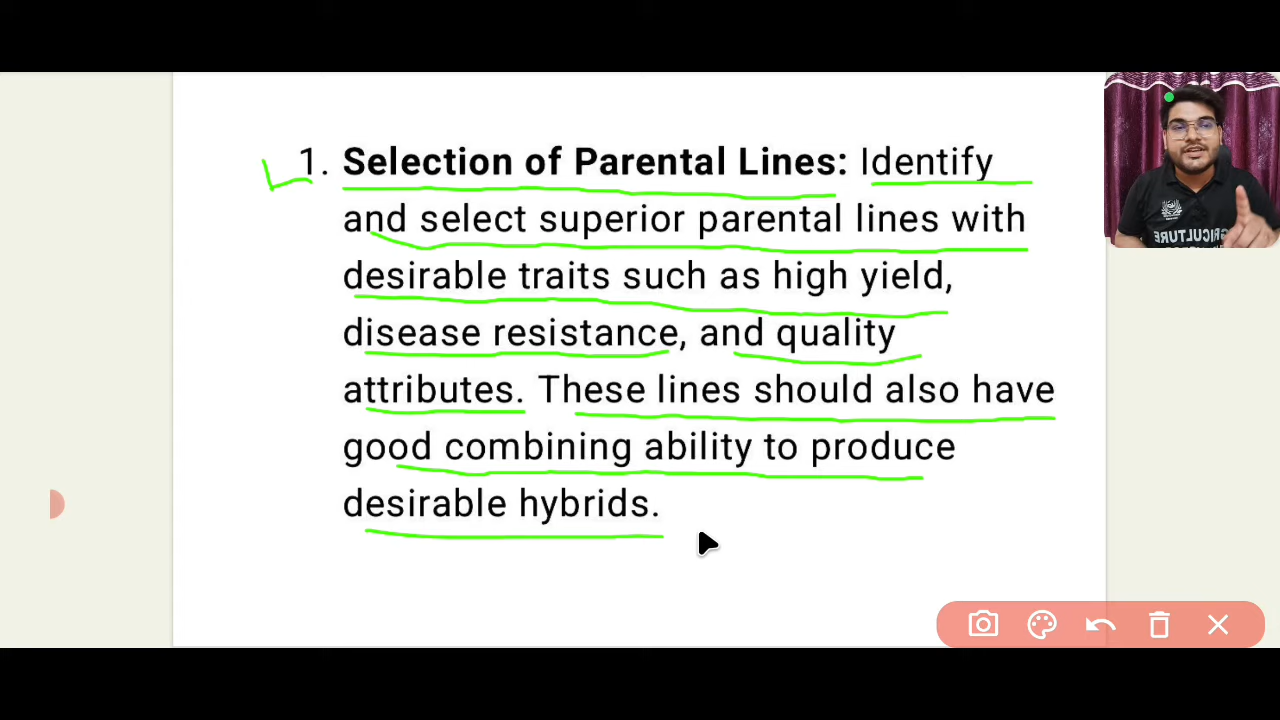 1. Selection of Parental Lines: Identify
and select superior parental lines with
desirable traits such as high yield,
disease resistance, and quality
attributes. These lines should also have
good combining ability to produce
desirable hybrids.
AGRICULTURE